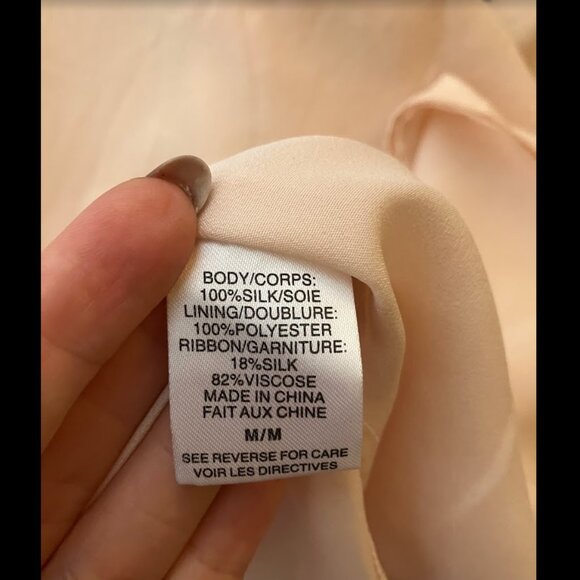 BODY/CORPS:
100%SILK/SOIE
LINING/DOUBLURE:
100%POLYESTER
RIBBON/GARNITURE:
18%SILK
82%VISCOSE
MADE IN CHINA
FAIT AUX CHINE
M/M
SEE REVERSE FOR CARE
VOIR LES DIRECTIVES